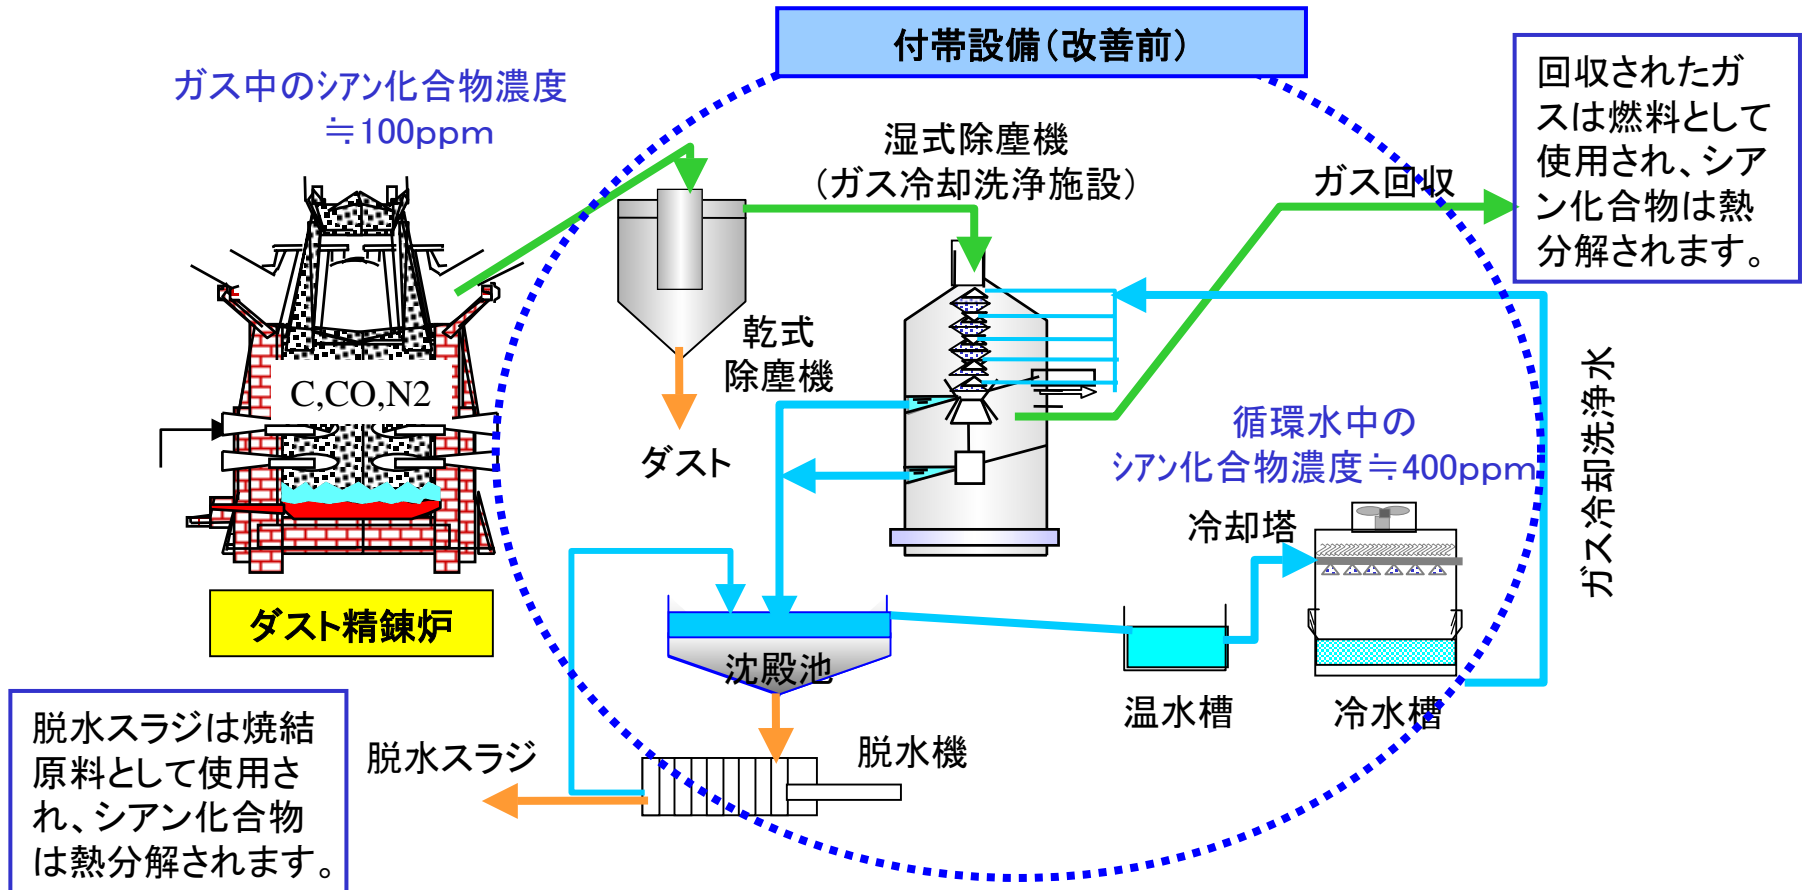 付帯設備（改善前）
ガス中のシアン化合物濃度
≒100ppm
湿式除塵機
（ガス冷却洗浄施設）
ガス回収
回収されたガ
スは燃料として
使用され、シア
ン化合物は熱
分解されます。
乾式
除塵機
C,CO,N2
ダスト
循環水中の
シアン化合物濃度≒400ppm
ガス冷却洗浄水
冷却塔
ダスト精錬炉
沈殿池
温水槽
冷水槽
脱水スラジは焼結
原料として使用さ
れ、シアン化合物
は熱分解されます。
脱水スラジ
脱水機